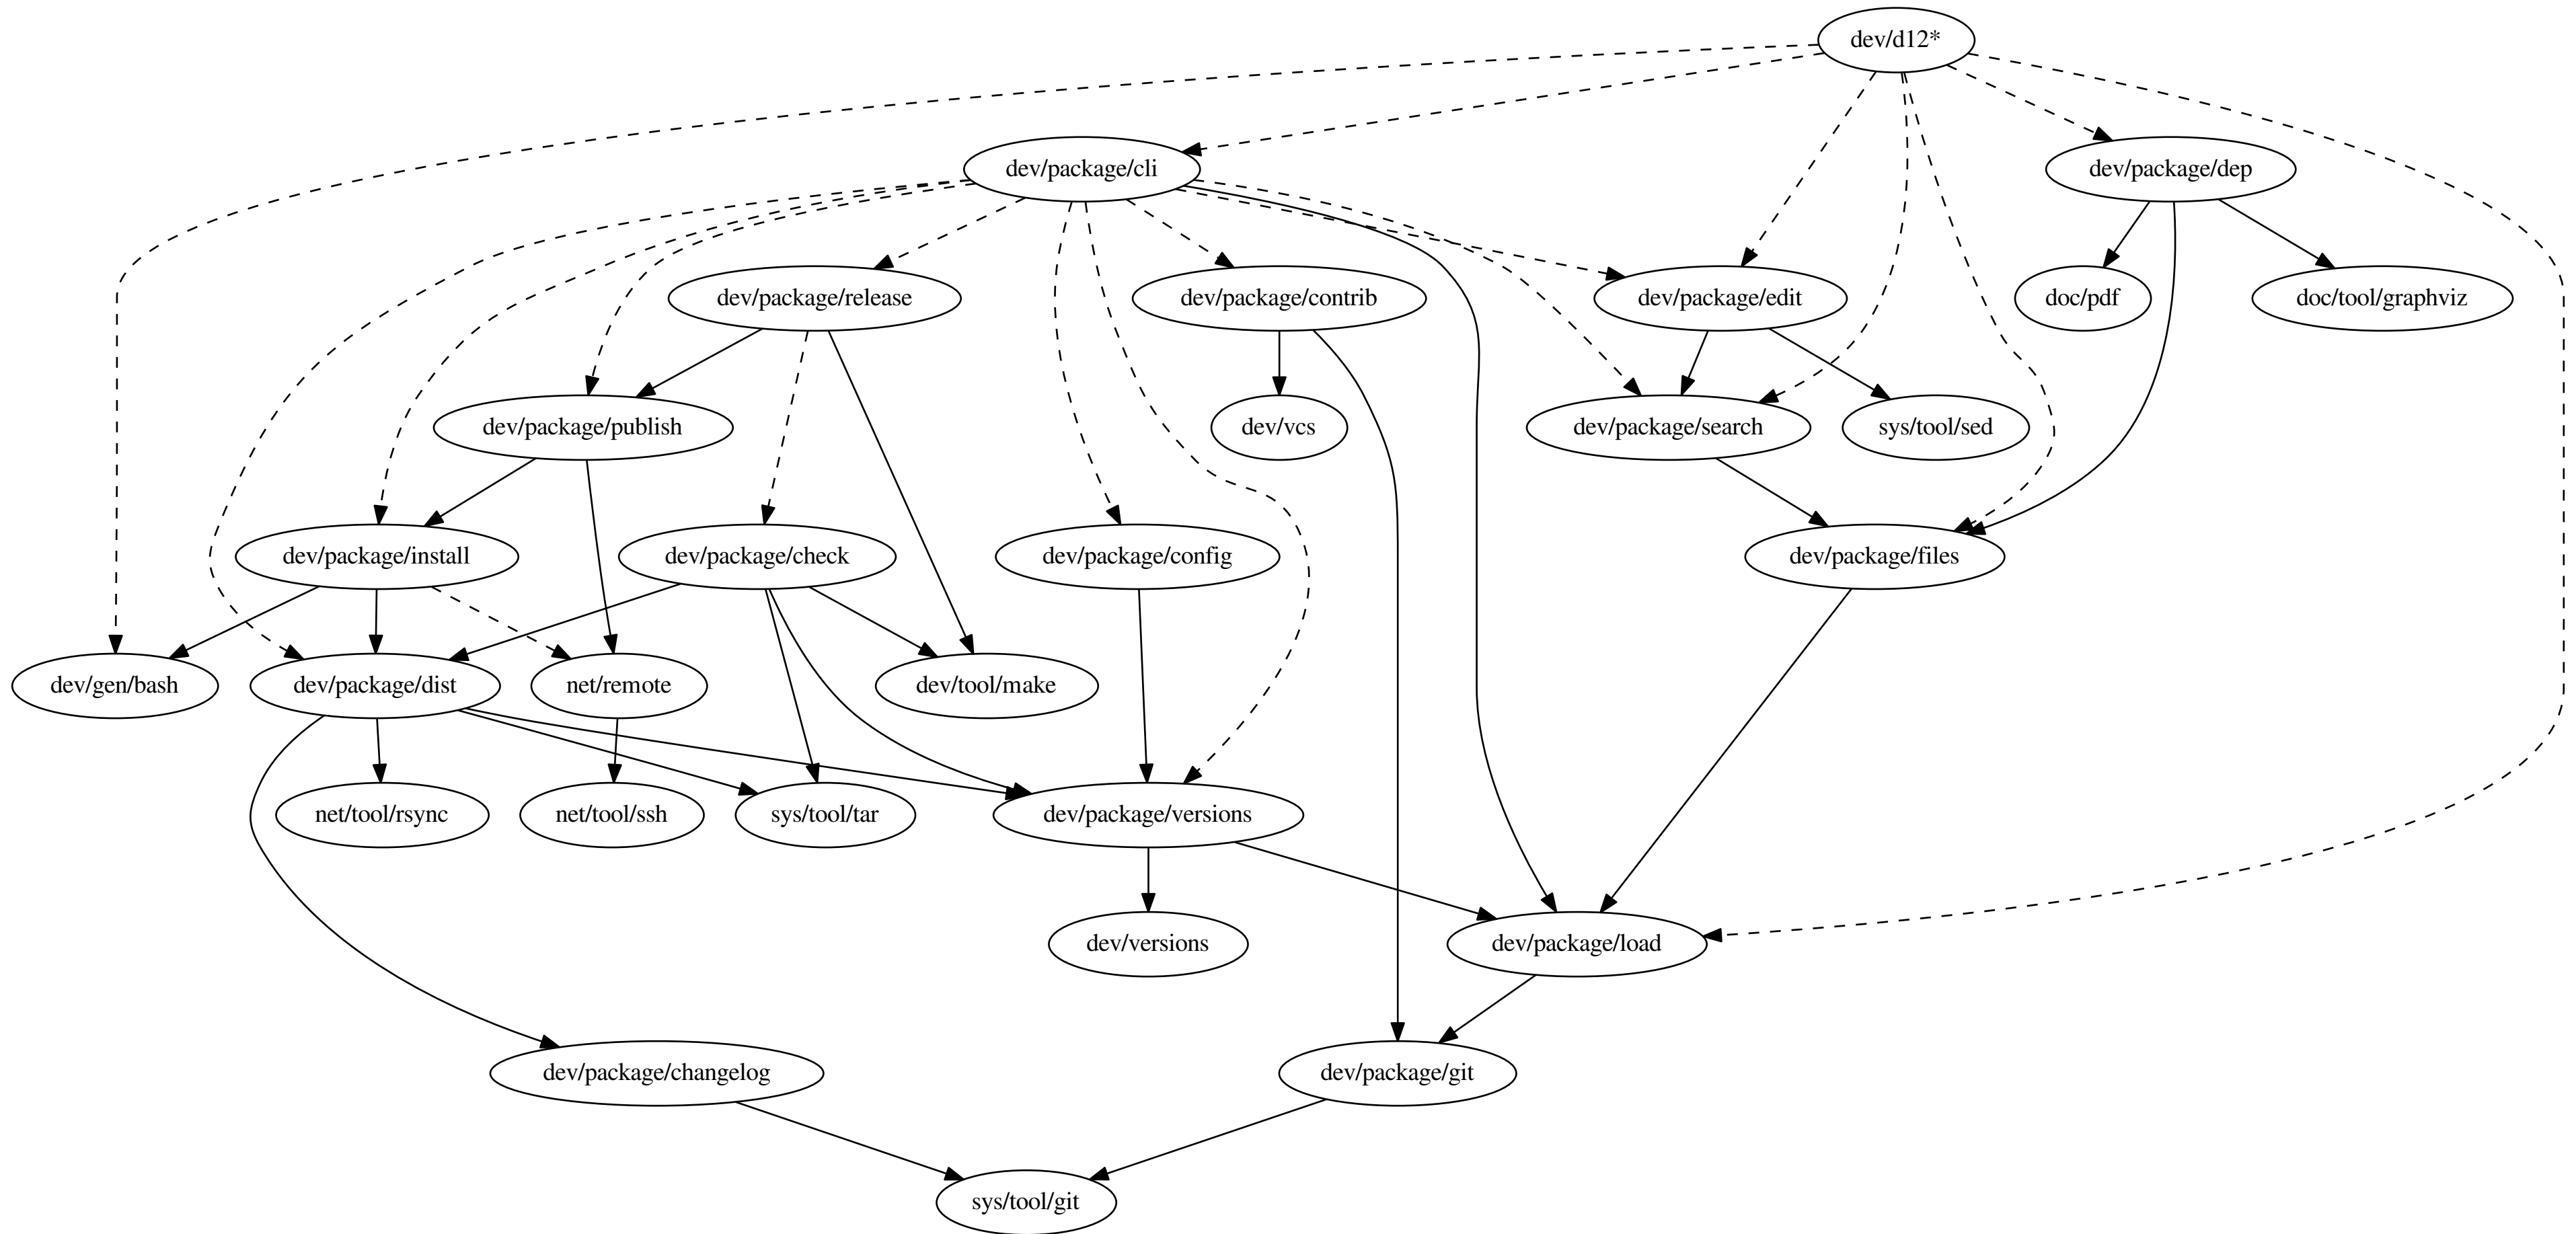 dev/d12*
dev/package/cli
dev/package/dep
dev/package/release
dev/package/contrib
dev/package/edit
doc/pdf
doc/tool/graphviz
dev/package/publish
dev/vcs
dev/package/search
sys/tool/sed
dev/package/install
dev/package/check
dev/package/config
dev/package/files
dev/gen/bash
dev/package/dist
net/remote
dev/tool/make
net/tool/rsync
net/tool/ssh
sys/tool/tar
dev/package/versions
dev/versions
dev/package/load
dev/package/changelog
dev/package/git
sys/tool/git